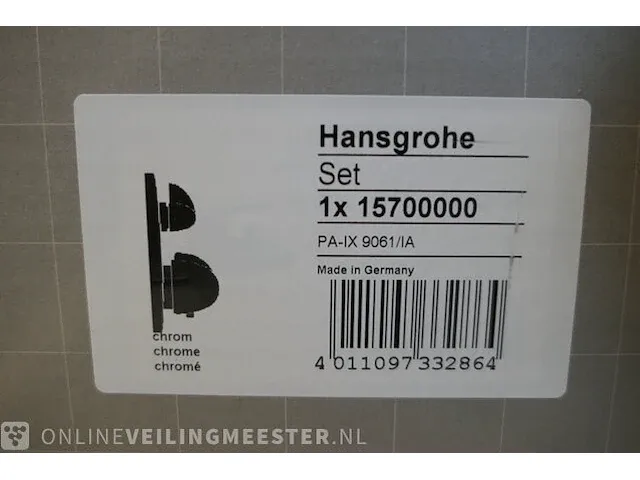 Hansgrohe
Set
1x 15700000
PA-IX 9061/IA
Made in Germany
chrom
chrome
chromé
4 011097 332864
ONLINEVEILINGMEESTER.NL